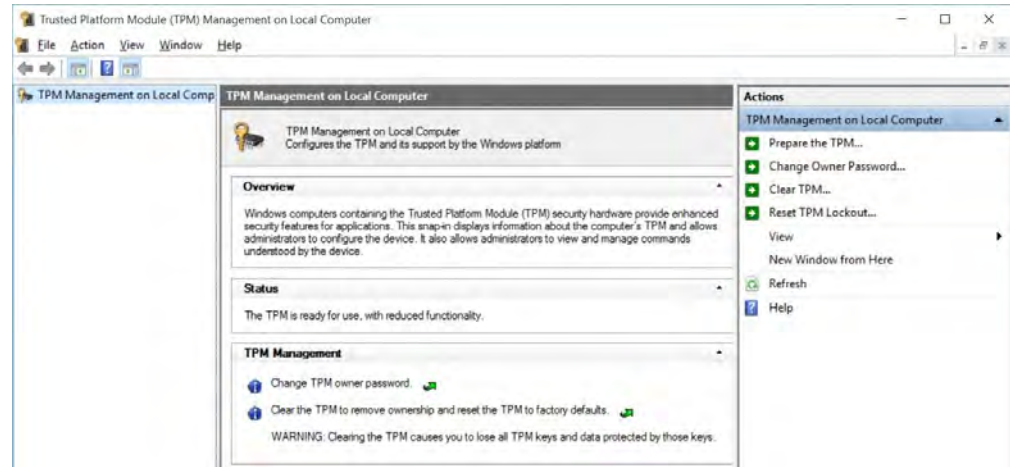 Trusted Platform Module (TPM) Management on Local Computer
File Action View Window Help
TPM Management on Local Comp
TPM Management on Local Computer
TPM Management on Local Computer
Configures the TPM and its support by the Windows platform
Overview
Windows computers containing the Trusted Platform Module (TPM) security hardware provide enhanced
security features for applications. This snap-in displays information about the computer's TPM and allows
administrators to configure the device. It also allows administrators to view and manage commands
understood by the device.
Status
The TPM is ready for use, with reduced functionality.
TPM Management
Change TPM owner password.
Clear the TPM to remove ownership and reset the TPM to factory defaults.
WARNING: Clearing the TPM causes you to lose all TPM keys and data protected by those keys.
Actions
TPM Management on Local Computer
Prepare the TPM...
Change Owner Password...
Clear TPM...
Reset TPM Lockout...
View
New Window from Here
Refresh
Help